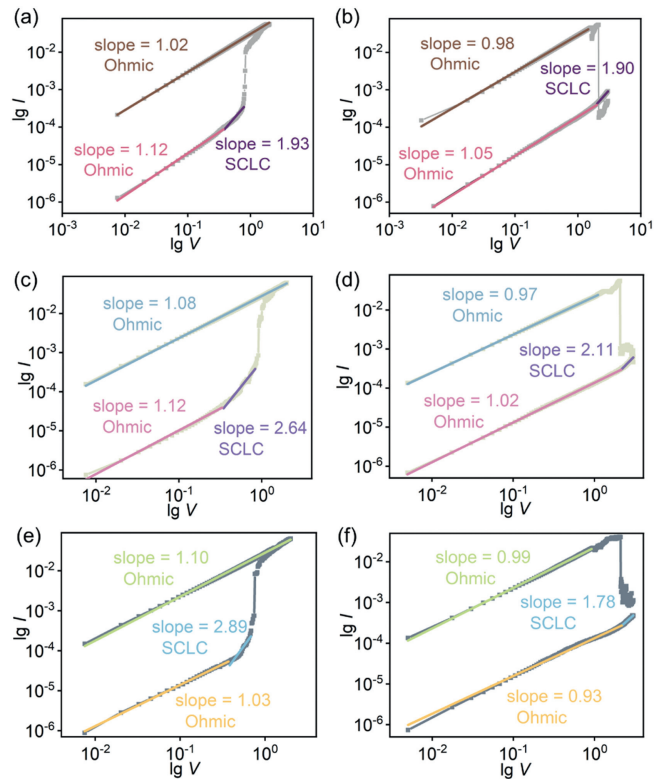 (a)
slope = 1.02
Ohmic
slope = 1.12
Ohmic
slope = 1.93
SCLC
lg I
10⁻²
10⁻³
10⁻⁴
10⁻⁵
10⁻⁶
10⁻³ 10⁻² 10⁻¹ 10⁰ 10¹
lg V
(b)
slope = 0.98
Ohmic
slope = 1.90
SCLC
slope = 1.05
Ohmic
lg I
10⁻²
10⁻³
10⁻⁴
10⁻⁵
10⁻⁶
10⁻³ 10⁻² 10⁻¹ 10⁰ 10¹
lg V
(c)
slope = 1.08
Ohmic
slope = 1.12
Ohmic
slope = 2.64
SCLC
lg I
10⁻²
10⁻³
10⁻⁴
10⁻⁵
10⁻⁶
10⁻² 10⁻¹ 10⁰
lg V
(d)
slope = 0.97
Ohmic
slope = 2.11
SCLC
slope = 1.02
Ohmic
lg I
10⁻²
10⁻³
10⁻⁴
10⁻⁵
10⁻⁶
10⁻² 10⁻¹ 10⁰
lg V
(e)
slope = 1.10
Ohmic
slope = 2.89
SCLC
slope = 1.03
Ohmic
lg I
10⁻²
10⁻³
10⁻⁴
10⁻⁵
10⁻⁶
10⁻² 10⁻¹ 10⁰
lg V
(f)
slope = 0.99
Ohmic
slope = 1.78
SCLC
slope = 0.93
Ohmic
lg I
10⁻²
10⁻³
10⁻⁴
10⁻⁵
10⁻⁶
10⁻² 10⁻¹ 10⁰
lg V